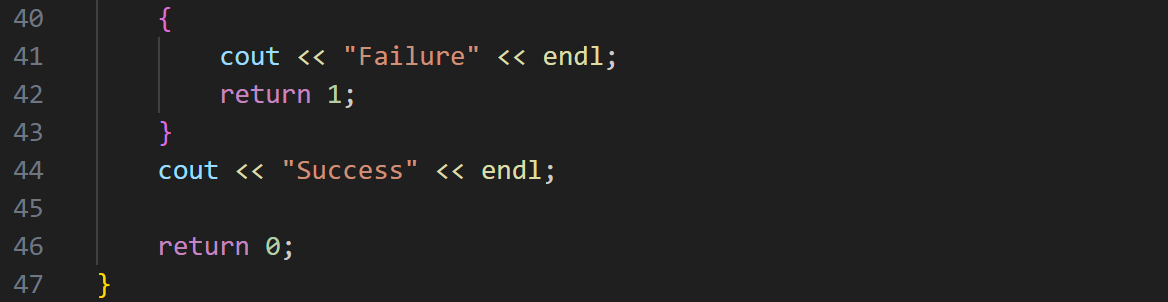 40 {
41 cout << "Failure" << endl;
42 return 1;
43 }
44 cout << "Success" << endl;
45
46 return 0;
47 }